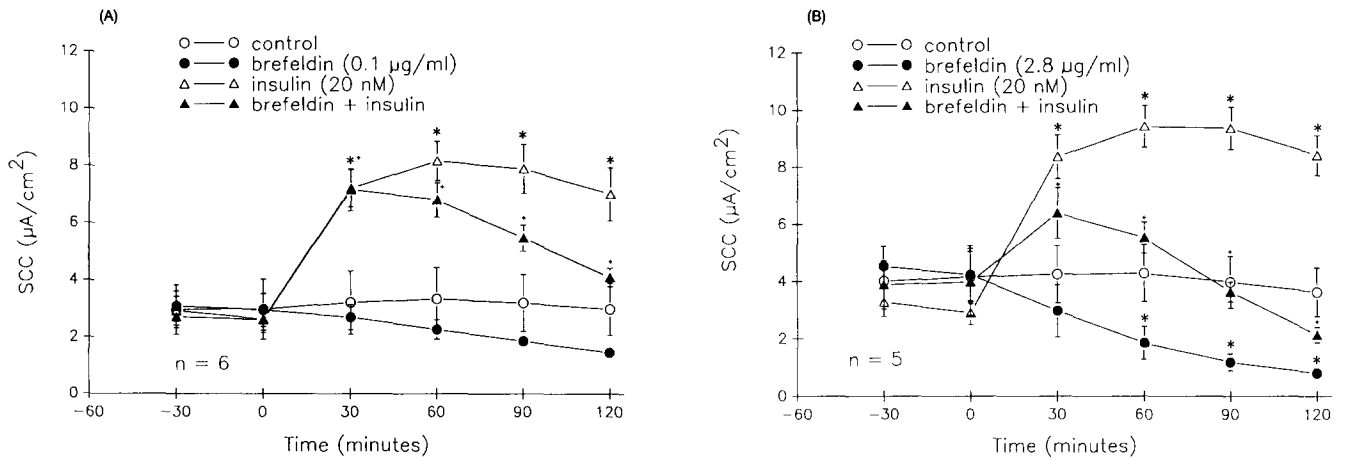 (A)
control
brefeldin (0.1 µg/ml)
insulin (20 nM)
brefeldin + insulin
SCC (µA/cm²)
12
10
8
6
4
2
0
n = 6
−60
−30
0
30
60
90
120
Time (minutes)
(B)
control
brefeldin (2.8 µg/ml)
insulin (20 nM)
brefeldin + insulin
SCC (µA/cm²)
12
10
8
6
4
2
0
n = 5
−60
−30
0
30
60
90
120
Time (minutes)